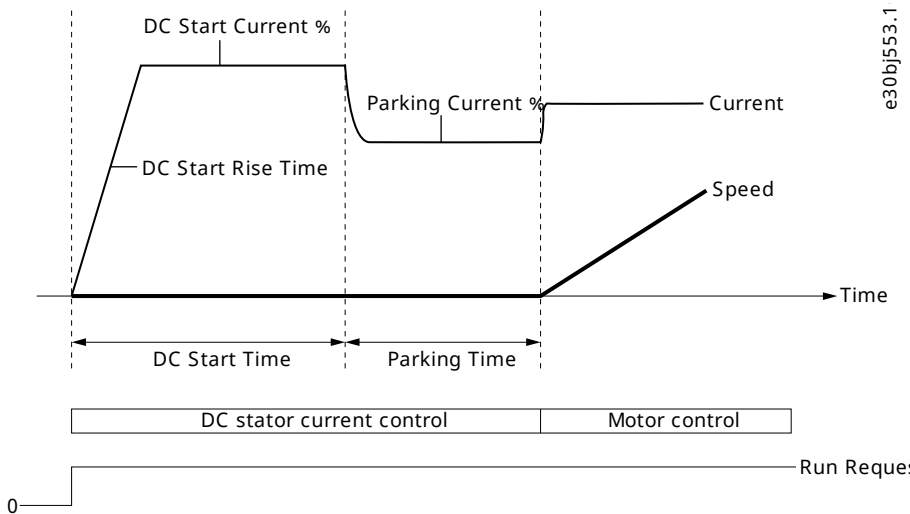 DC Start Current %
e30bj553.1
Parking Current %
Current
DC Start Rise Time
Speed
Time
DC Start Time
Parking Time
DC stator current control
Motor control
Run Reques
0